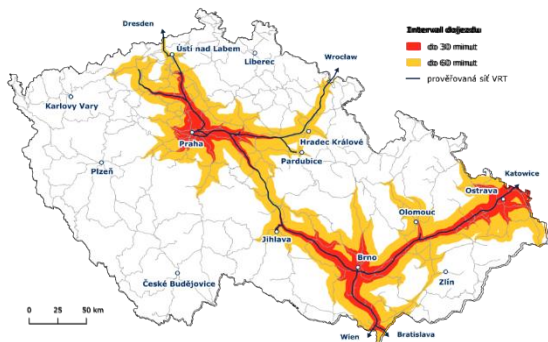 Dresden
Ústí nad Labem
Liberec
Wrocław
Interval dojezdu
do 30 minut
do 60 minut
prověřovaná síť VRT
Karlovy Vary
Praha
Hradec Králové
Pardubice
Plzeň
Katowice
Ostrava
Olomouc
Jihlava
Brno
Zlín
České Budějovice
0 25 50 km
Wien
Bratislava